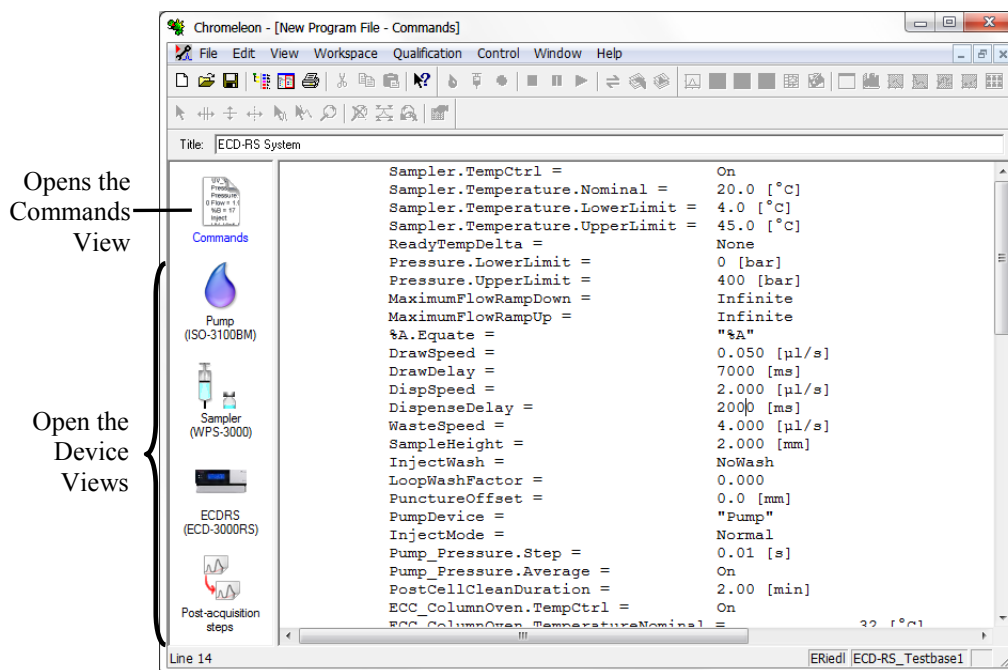 Chromeleon - [New Program File - Commands]
File Edit View Workspace Qualification Control Window Help
Title: ECD-RS System
Opens the
Commands
View
Commands
Open the
Device
Views
Pump
(ISO-3100BM)
Sampler
(WPS-3000)
ECDRS
(ECD-3000RS)
Post-acquisition
steps
Sampler.TempCtrl = On
Sampler.Temperature.Nominal = 20.0 [°C]
Sampler.Temperature.LowerLimit = 4.0 [°C]
Sampler.Temperature.UpperLimit = 45.0 [°C]
ReadyTempDelta = None
Pressure.LowerLimit = 0 [bar]
Pressure.UpperLimit = 400 [bar]
MaximumFlowRampDown = Infinite
MaximumFlowRampUp = Infinite
%A.Equate = "%A"
DrawSpeed = 0.050 [µl/s]
DrawDelay = 7000 [ms]
DispSpeed = 2.000 [µl/s]
DispenseDelay = 2000 [ms]
WasteSpeed = 4.000 [µl/s]
SampleHeight = 2.000 [mm]
InjectWash = NoWash
LoopWashFactor = 0.000
PunctureOffset = 0.0 [mm]
PumpDevice = "Pump"
InjectMode = Normal
Pump_Pressure.Step = 0.01 [s]
Pump_Pressure.Average = On
PostCellCleanDuration = 2.00 [min]
ECC_ColumnOven.TempCtrl = On
ECC_ColumnOven.TemperatureNominal = 32 [°C]
Line 14
ERiedl ECD-RS_Testbase1